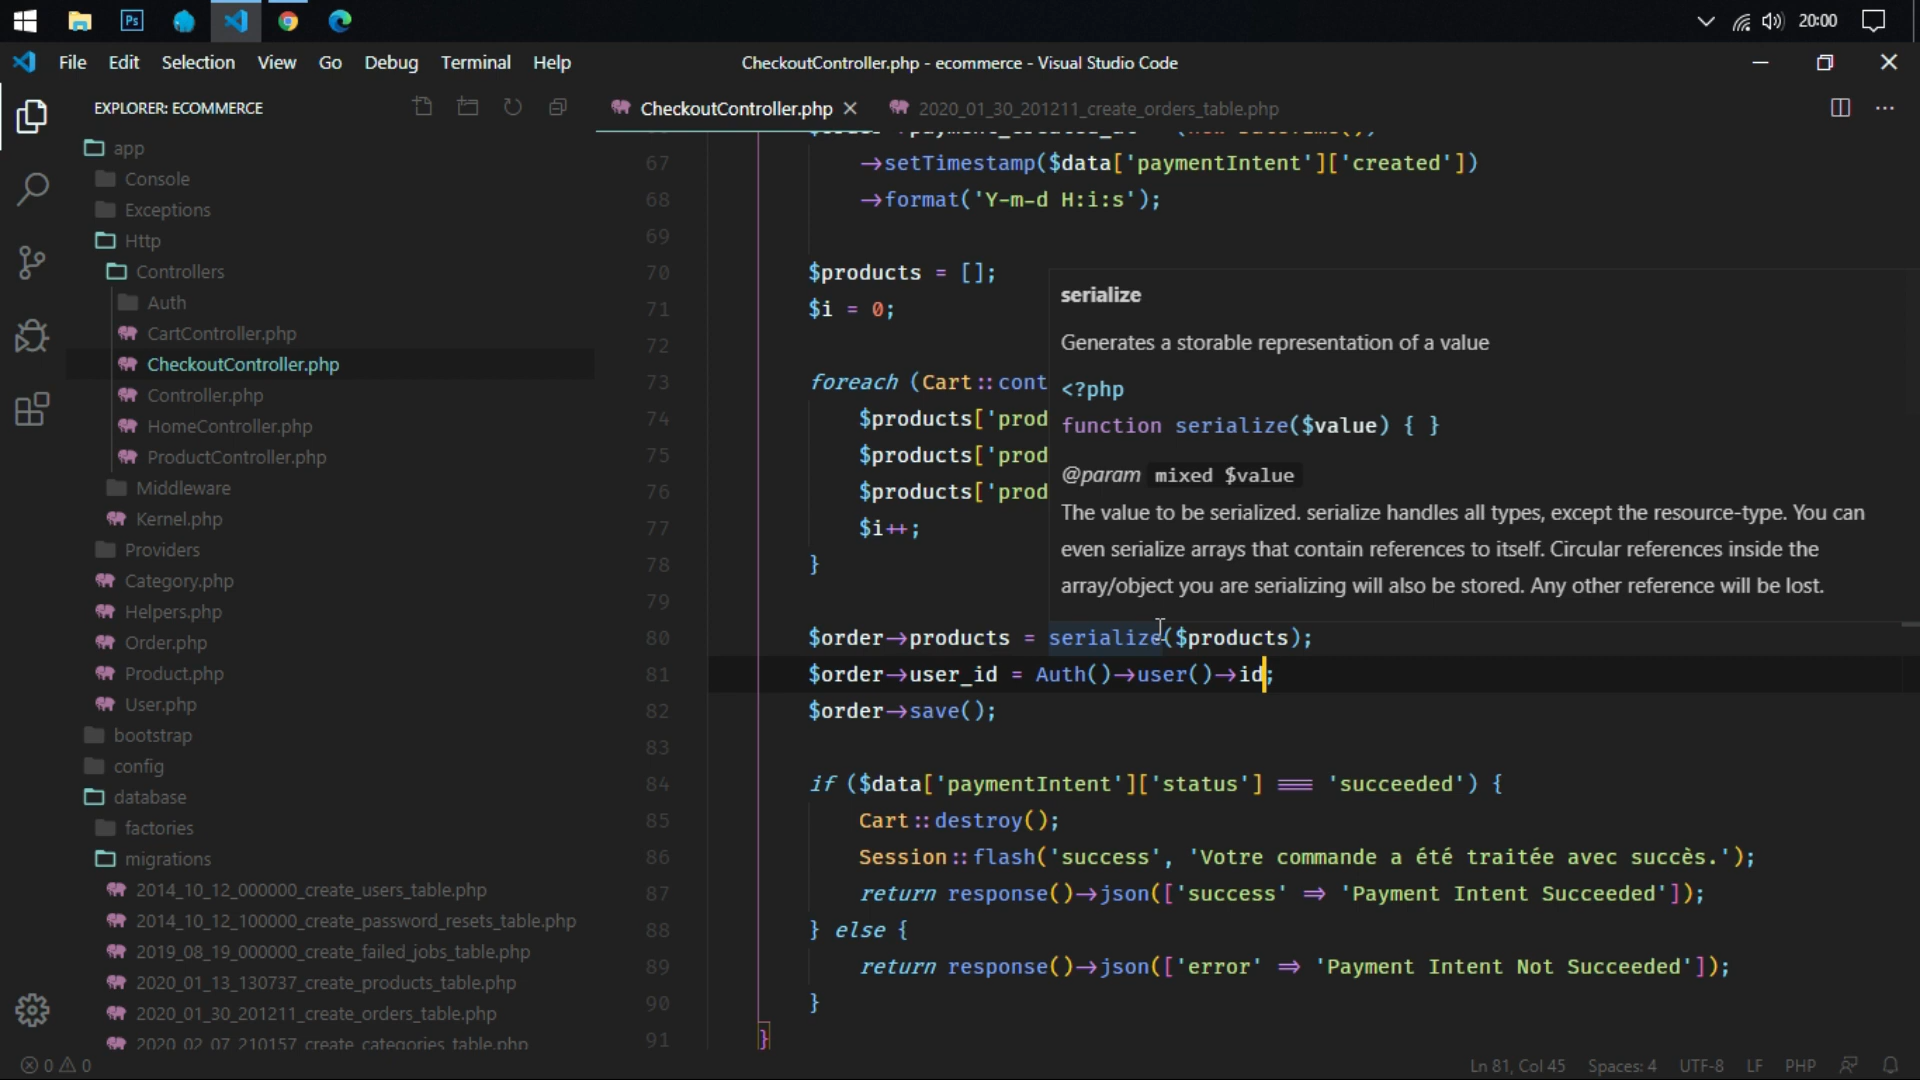 Ps
20:00
File Edit Selection View Go Debug Terminal Help
CheckoutController.php - ecommerce - Visual Studio Code
EXPLORER: ECOMMERCE
CheckoutController.php
2020_01_30_201211_create_orders_table.php
app
Console
Exceptions
Http
Controllers
Auth
CartController.php
CheckoutController.php
Controller.php
HomeController.php
ProductController.php
Middleware
Kernel.php
Providers
Category.php
Helpers.php
Order.php
Product.php
User.php
bootstrap
config
database
factories
migrations
2014_10_12_000000_create_users_table.php
2014_10_12_100000_create_password_resets_table.php
2019_08_19_000000_create_failed_jobs_table.php
2020_01_13_130737_create_products_table.php
2020_01_30_201211_create_orders_table.php
2020_02_07_210157_create_categories_table.php
67 →setTimestamp($data['paymentIntent']['created'])
68 →format('Y-m-d H:i:s');
69
70 $products = [];
71 $i = 0;
72
73 foreach (Cart::cont
74 $products['prod
75 $products['prod
76 $products['prod
77 $i++;
78 }
79
80 $order→products = serialize($products);
81 $order→user_id = Auth()→user()→id;
82 $order→save();
83
84 if ($data['paymentIntent']['status'] === 'succeeded') {
85 Cart::destroy();
86 Session::flash('success', 'Votre commande a été traitée avec succès.');
87 return response()→json(['success' ⇒ 'Payment Intent Succeeded']);
88 } else {
89 return response()→json(['error' ⇒ 'Payment Intent Not Succeeded']);
90 }
91 }
serialize
Generates a storable representation of a value
<?php
function serialize($value) { }
@param mixed $value
The value to be serialized. serialize handles all types, except the resource-type. You can
even serialize arrays that contain references to itself. Circular references inside the
array/object you are serializing will also be stored. Any other reference will be lost.
0 0
Ln 81, Col 45 Spaces: 4 UTF-8 LF PHP